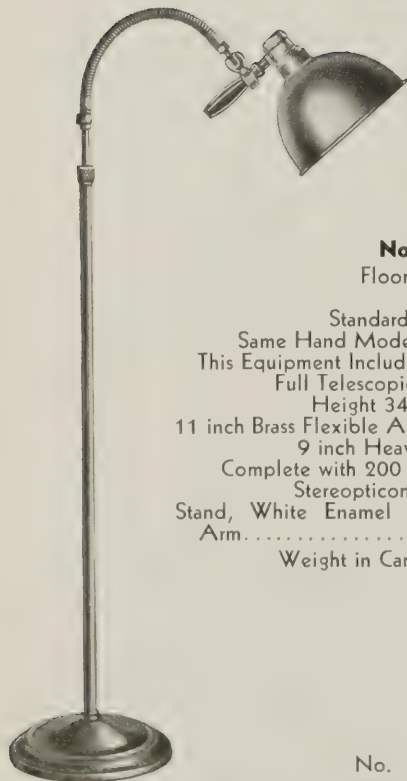 No
Floor
Standard
Same Hand Mode
This Equipment Includ
Full Telescopi
Height 34
11 inch Brass Flexible A
9 inch Heav
Complete with 200
Stereopticon
Stand, White Enamel
Arm................
Weight in Car
No.